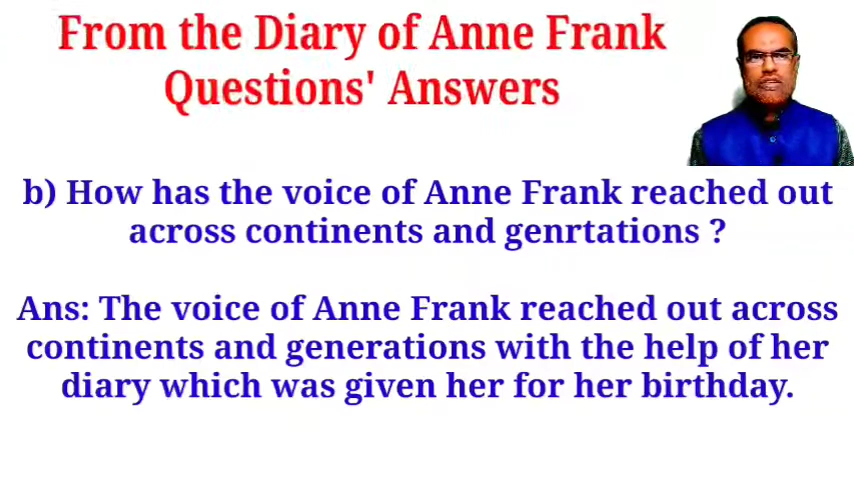 From the Diary of Anne Frank
Questions' Answers
b) How has the voice of Anne Frank reached out
across continents and genrtations ?
Ans: The voice of Anne Frank reached out across
continents and generations with the help of her
diary which was given her for her birthday.